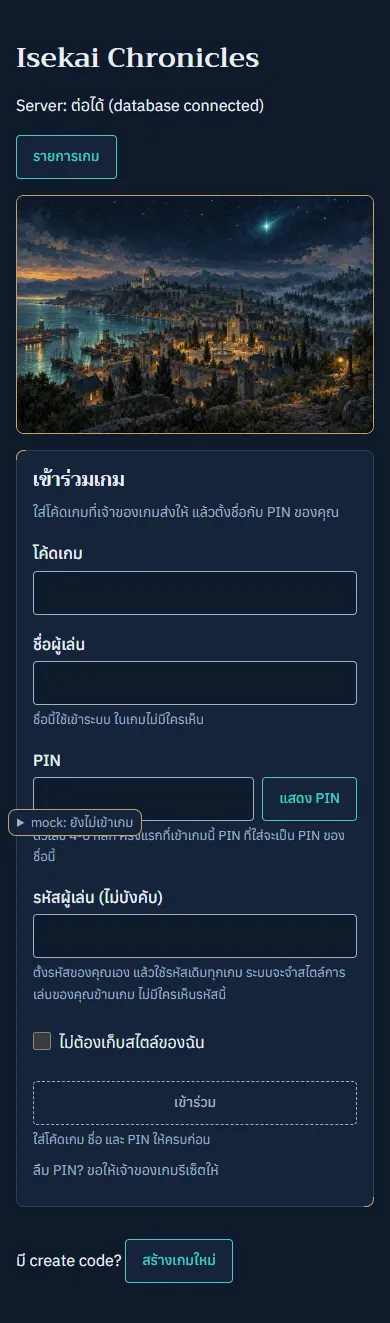 Isekai Chronicles
Server: ต่อได้ (database connected)
รายการเกม
เข้าร่วมเกม
ใส่โค้ดเกมที่เจ้าของเกมส่งให้ แล้วตั้งชื่อกับ PIN ของคุณ
โค้ดเกม
ชื่อผู้เล่น
ชื่อนี้ใช้เข้าระบบ ในเกมไม่มีใครเห็น
PIN
แสดง PIN
▶ mock: ยังไม่เข้าเกม
ครั้งแรกที่เข้าเกมนี้ PIN ที่ใส่จะเป็น PIN ของ
ชื่อนี้
รหัสผู้เล่น (ไม่บังคับ)
ตั้งรหัสของคุณเอง แล้วใช้รหัสเดิมทุกเกม ระบบจะจำสไตล์การ
เล่นของคุณข้ามเกม ไม่มีใครเห็นรหัสนี้
ไม่ต้องเก็บสไตล์ของฉัน
เข้าร่วม
ใส่โค้ดเกม ชื่อ และ PIN ให้ครบก่อน
ลืม PIN? ขอให้เจ้าของเกมรีเซ็ตให้
มี create code? สร้างเกมใหม่